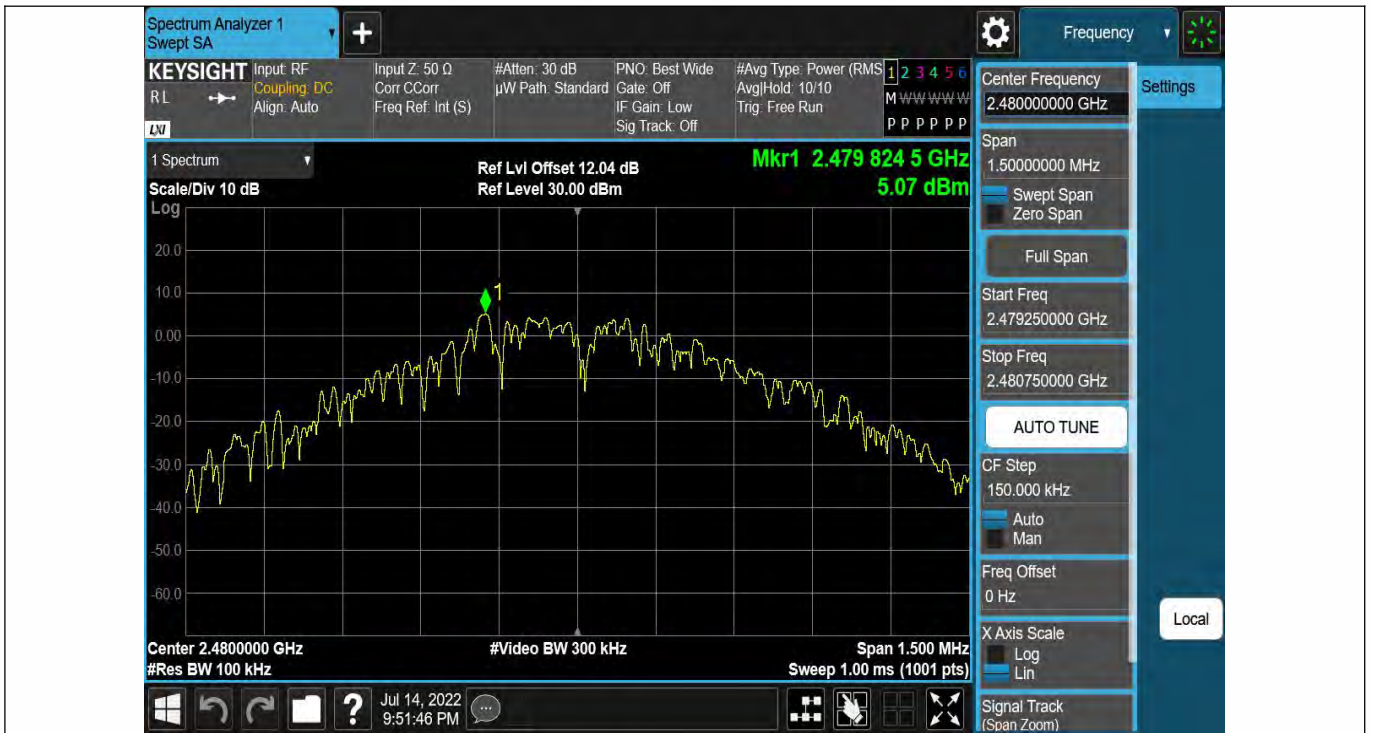 Spectrum Analyzer 1
Swept SA
Frequency
KEYSIGHT
RL
LXI
Input: RF
Coupling: DC
Align: Auto
Input Z: 50 Ω
Corr CCorr
Freq Ref: Int (S)
#Atten: 30 dB
µW Path: Standard
PNO: Best Wide
Gate: Off
IF Gain: Low
Sig Track: Off
#Avg Type: Power (RMS
Avg|Hold: 10/10
Trig: Free Run
1 2 3 4 5 6
M W W W W W
P P P P P P
1 Spectrum
Scale/Div 10 dB
Log
Ref Lvl Offset 12.04 dB
Ref Level 30.00 dBm
Mkr1 2.479 824 5 GHz
5.07 dBm
1
20.0
10.0
0.00
-10.0
-20.0
-30.0
-40.0
-50.0
-60.0
Center 2.4800000 GHz
#Res BW 100 kHz
#Video BW 300 kHz
Span 1.500 MHz
Sweep 1.00 ms (1001 pts)
Center Frequency
2.480000000 GHz
Settings
Span
1.50000000 MHz
Swept Span
Zero Span
Full Span
Start Freq
2.479250000 GHz
Stop Freq
2.480750000 GHz
AUTO TUNE
CF Step
150.000 kHz
Auto
Man
Freq Offset
0 Hz
X Axis Scale
Log
Lin
Local
Signal Track
(Span Zoom)
?
Jul 14, 2022
9:51:46 PM